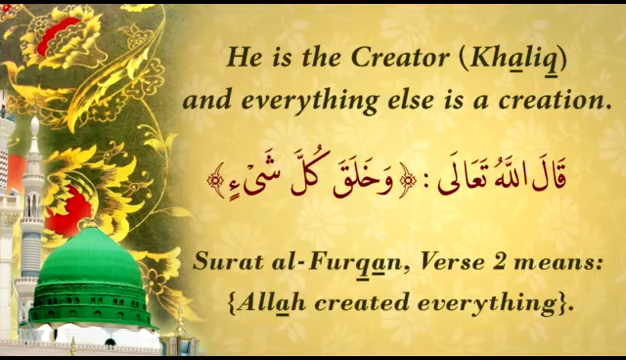 He is the Creator (Khaliq)
and everything else is a creation.
قَالَ اللَّهُ تَعَالَى : ﴿ وَخَلَقَ كُلَّ شَىْءٍ ﴾
Surat al-Furqan, Verse 2 means:
{Allah created everything}.